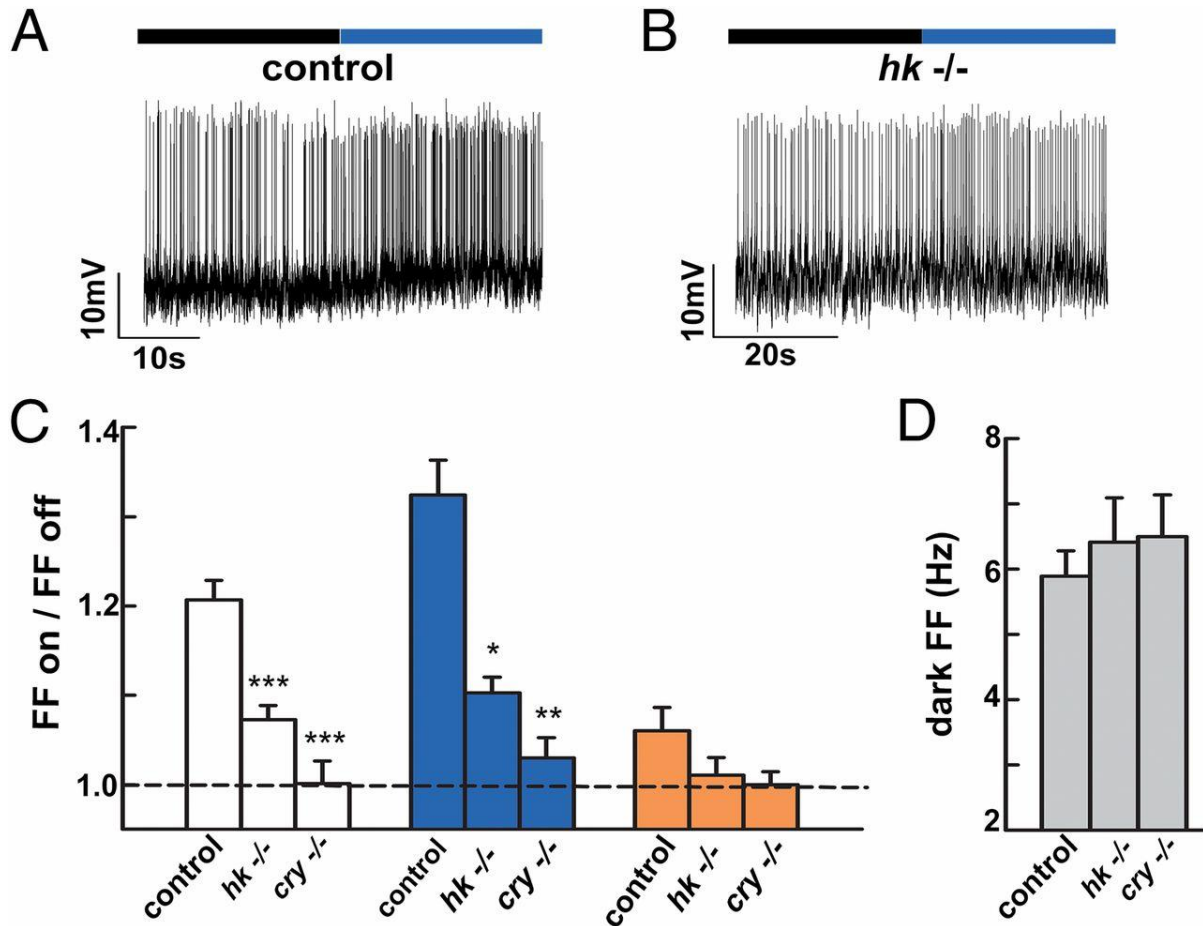 A
control
10mV
10s
B
hk -/-
10mV
20s
C
FF on / FF off
1.4
1.2
1.0
***
***
*
**
control
hk -/-
cry -/-
control
hk -/-
cry -/-
control
hk -/-
cry -/-
D
dark FF (Hz)
8
6
4
2
control
hk -/-
cry -/-